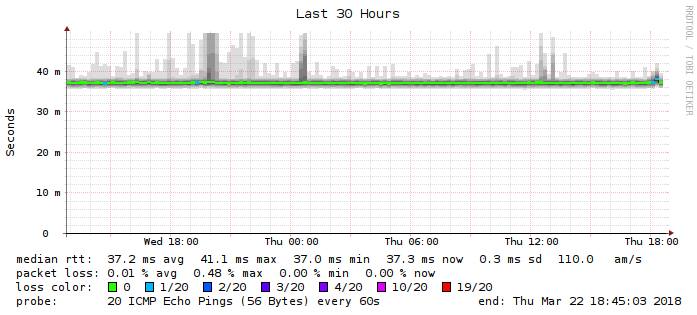 Last 30 Hours
RRDTOOL / TOBI OETIKER
Seconds
40 m
30 m
20 m
10 m
0
Wed 18:00 Thu 00:00 Thu 06:00 Thu 12:00 Thu 18:00
median rtt: 37.2 ms avg 41.1 ms max 37.0 ms min 37.3 ms now 0.3 ms sd 110.0 am/s
packet loss: 0.01 % avg 0.48 % max 0.00 % min 0.00 % now
loss color: 0 1/20 2/20 3/20 4/20 10/20 19/20
probe: 20 ICMP Echo Pings (56 Bytes) every 60s end: Thu Mar 22 18:45:03 2018